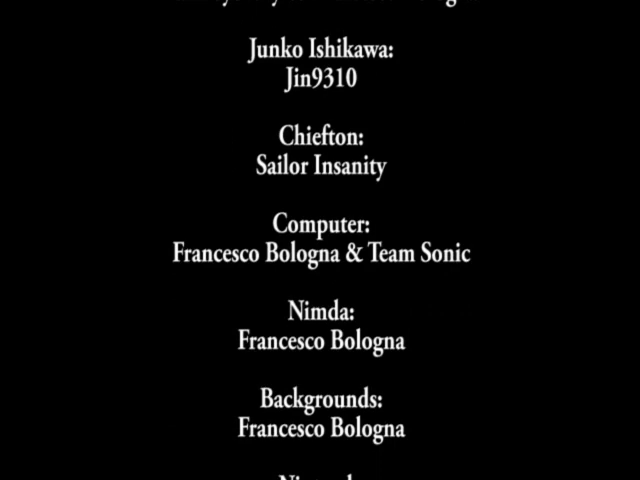 Junko Ishikawa:
Jin9310
Chiefton:
Sailor Insanity
Computer:
Francesco Bologna & Team Sonic
Nimda:
Francesco Bologna
Backgrounds:
Francesco Bologna